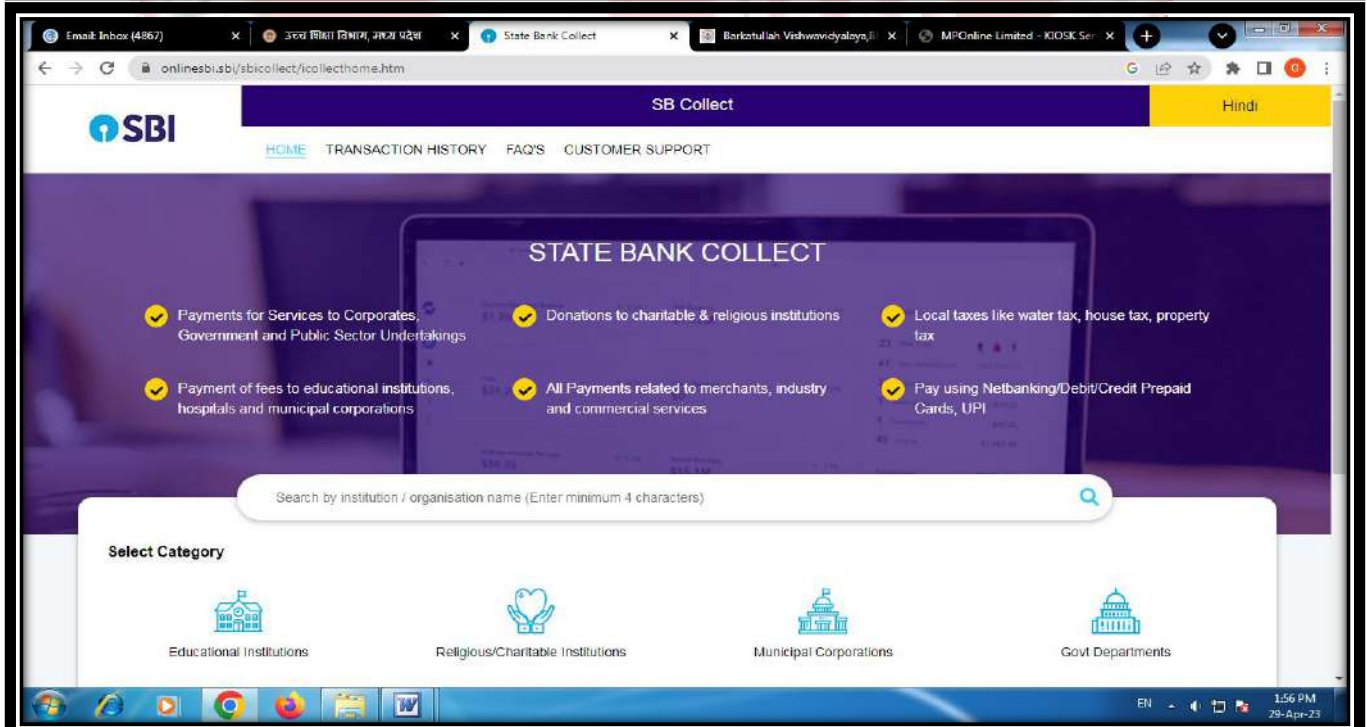 Email: Inbox (4867)
उच्च शिक्षा विभाग, मध्य प्रदेश
State Bank Collect
Barkatullah Vishwavidyalaya,
MPOnline Limited - KIOSK Ser
onlinesbi.sbi/sbicollect/icollecthome.htm
SBI
SB Collect
Hindi
HOME TRANSACTION HISTORY FAQ'S CUSTOMER SUPPORT
STATE BANK COLLECT
Payments for Services to Corporates,
Government and Public Sector Undertakings
Donations to charitable & religious institutions
Local taxes like water tax, house tax, property
tax
Payment of fees to educational institutions,
hospitals and municipal corporations
All Payments related to merchants, industry
and commercial services
Pay using Netbanking/Debit/Credit Prepaid
Cards, UPI
Search by institution / organisation name (Enter minimum 4 characters)
Select Category
Educational Institutions
Religious/Charitable Institutions
Municipal Corporations
Govt Departments
EN
1:56 PM
29-Apr-23